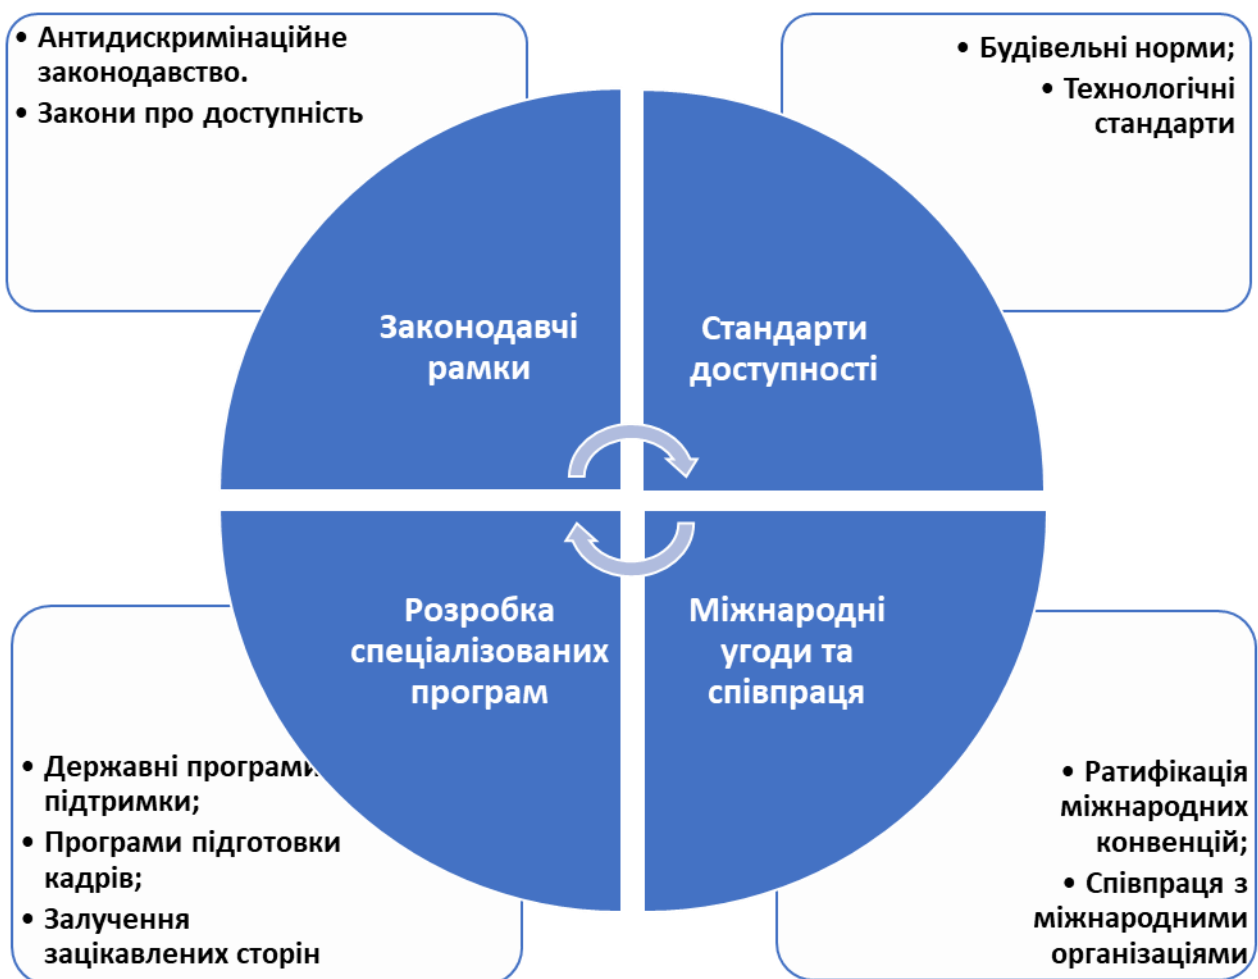 • Антидискримінаційне
законодавство.
• Закони про доступність
• Будівельні норми;
• Технологічні
стандарти
Законодавчі
рамки
Стандарти
доступності
Розробка
спеціалізованих
програм
Міжнародні
угоди та
співпраця
• Державні програми
підтримки;
• Програми підготовки
кадрів;
• Залучення
зацікавлених сторін
• Ратифікація
міжнародних
конвенцій;
• Співпраця з
міжнародними
організаціями